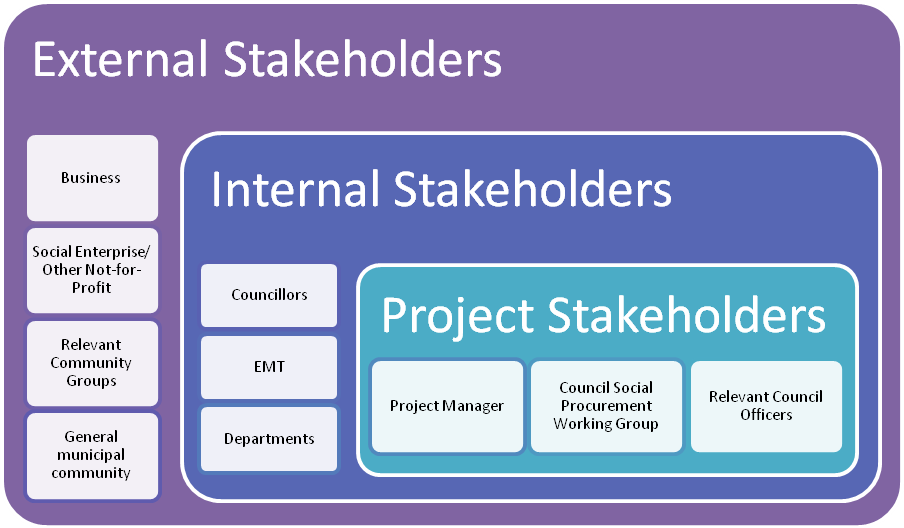 External Stakeholders
Business
Social Enterprise/
Other Not-for-
Profit
Relevant
Community
Groups
General
municipal
community
Internal Stakeholders
Councillors
EMT
Departments
Project Stakeholders
Project Manager
Council Social
Procurement
Working Group
Relevant Council
Officers